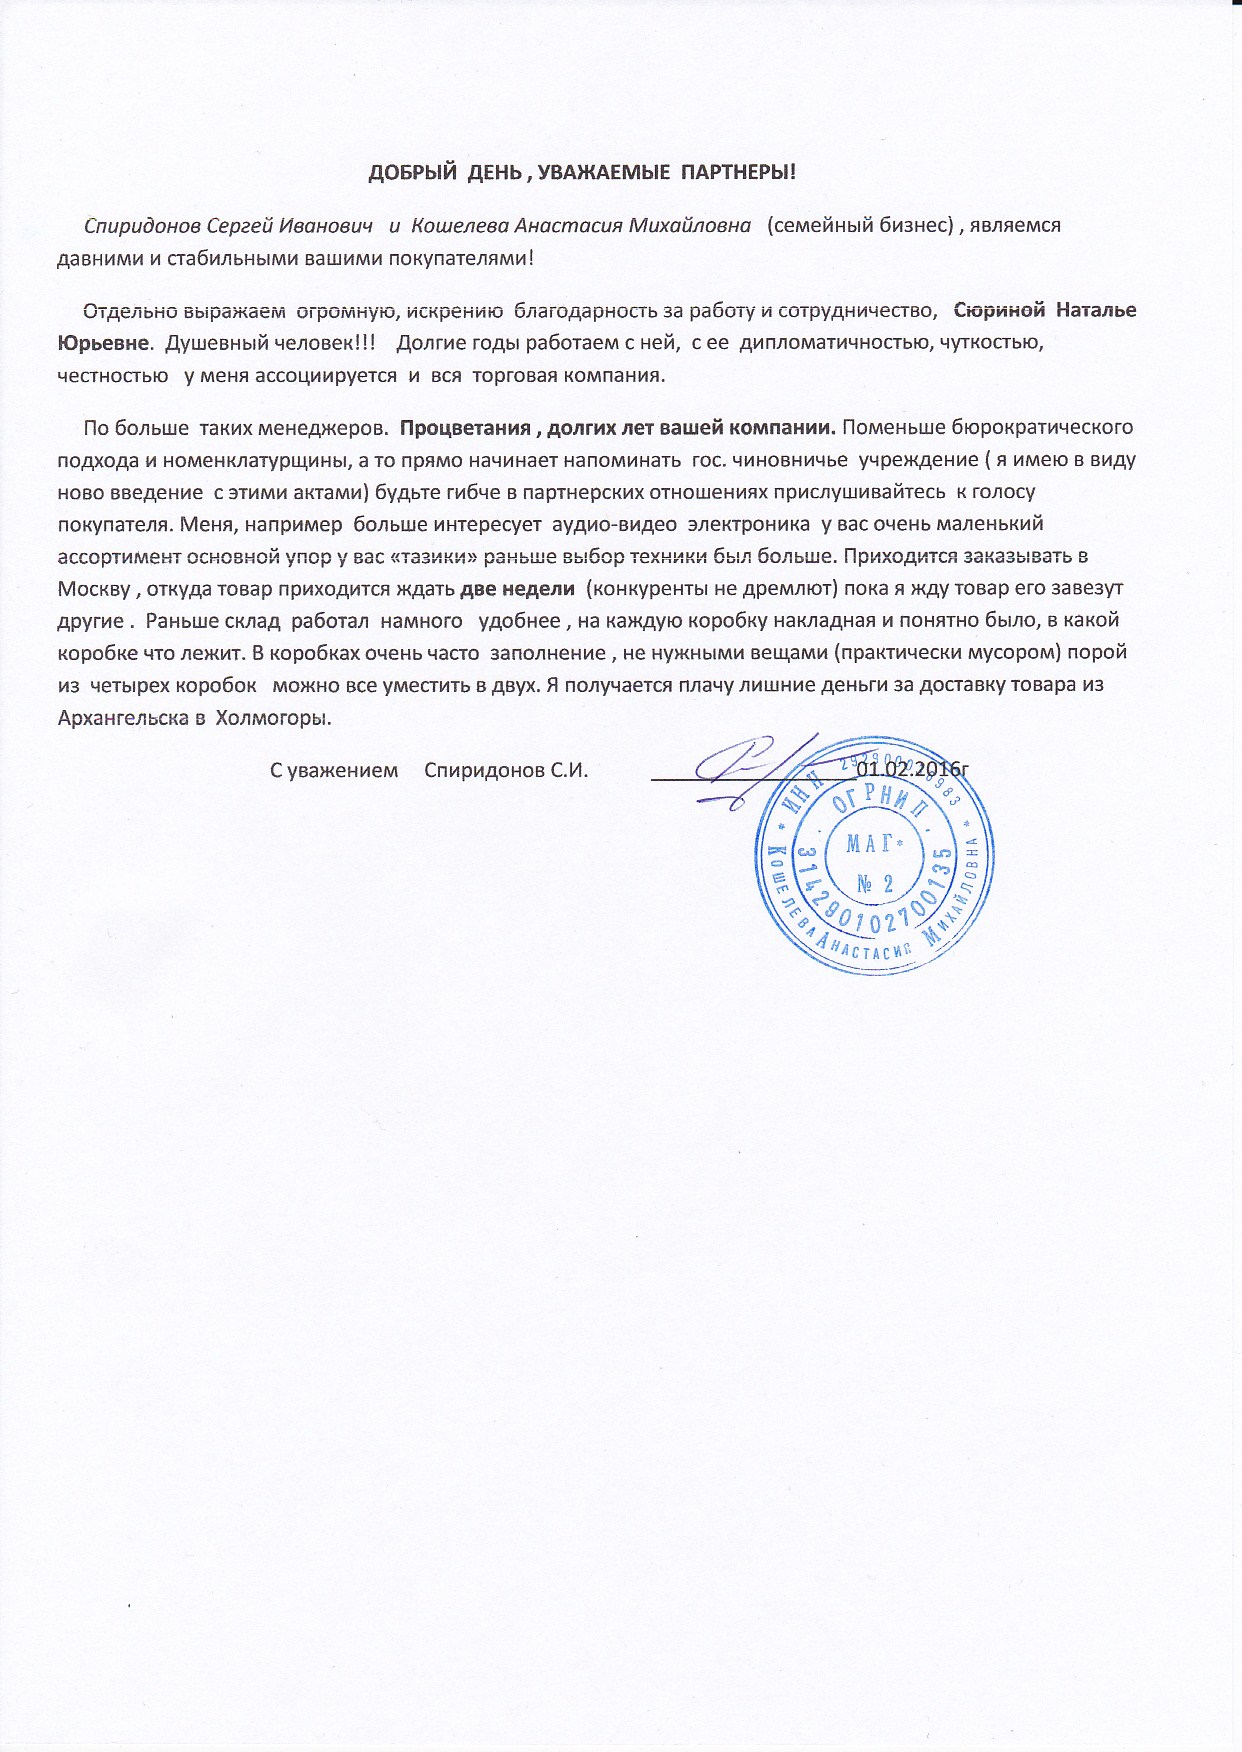 ДОБРЫЙ ДЕНЬ , УВАЖАЕМЫЕ ПАРТНЕРЫ!
Спиридонов Сергей Иванович и Кошелева Анастасия Михайловна (семейный бизнес) , являемся
давними и стабильными вашими покупателями!
Отдельно выражаем огромную, искрению благодарность за работу и сотрудничество, Сюриной Наталье
Юрьевне. Душевный человек!!! Долгие годы работаем с ней, с ее дипломатичностью, чуткостью,
честностью у меня ассоциируется и вся торговая компания.
По больше таких менеджеров. Процветания , долгих лет вашей компании. Поменьше бюрократического
подхода и номенклатурщины, а то прямо начинает напоминать гос. чиновничье учреждение ( я имею в виду
ново введение с этими актами) будьте гибче в партнерских отношениях прислушивайтесь к голосу
покупателя. Меня, например больше интересует аудио-видео электроника у вас очень маленький
ассортимент основной упор у вас «тазики» раньше выбор техники был больше. Приходится заказывать в
Москву , откуда товар приходится ждать две недели (конкуренты не дремлют) пока я жду товар его завезут
другие . Раньше склад работал намного удобнее , на каждую коробку накладная и понятно было, в какой
коробке что лежит. В коробках очень часто заполнение , не нужными вещами (практически мусором) порой
из четырех коробок можно все уместить в двух. Я получается плачу лишние деньги за доставку товара из
Архангельска в Холмогоры.
С уважением Спиридонов С.И. 01.02.2016г
* ИНН *
Кошелева Анастасия Михайловна
· ОГРНИП ·
314290102700135
МАГ*
№ 2